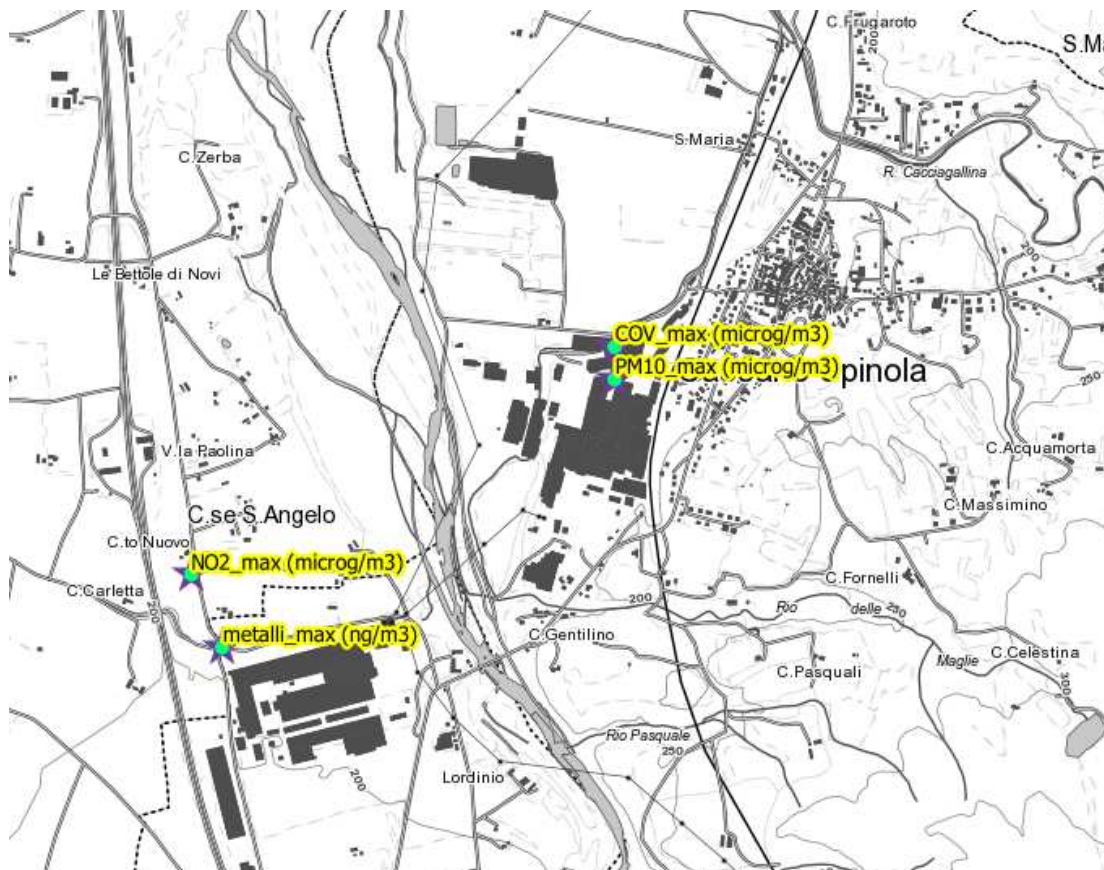 C.Frugaroto
200
S.Ma
S.Maria
C.Zerba
R. Cacciagallina
200
Le Bettole di Novi
COV_max (microg/m3)
PM10_max (microg/m3)
pinola
250
V.la Paolina
C.Acquamorta
C.Massimino
C.se S.Angelo
C.to Nuovo
NO2_max (microg/m3)
C.Fornelli
C.Carletta
200
200
Rio delle
250
metalli_max (ng/m3)
C.Gentilino
Maglie
C.Celestina
C.Pasquali
300
Rio Pasquale
250
Lordinio
200